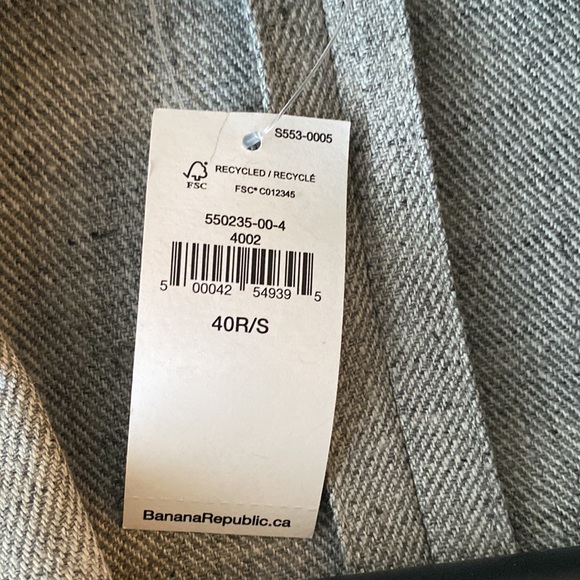 S553-0005
RECYCLED / RECYCLÉ
FSC
FSC® C012345
550235-00-4
4002
5 00042 54939 5
40R/S
BananaRepublic.ca